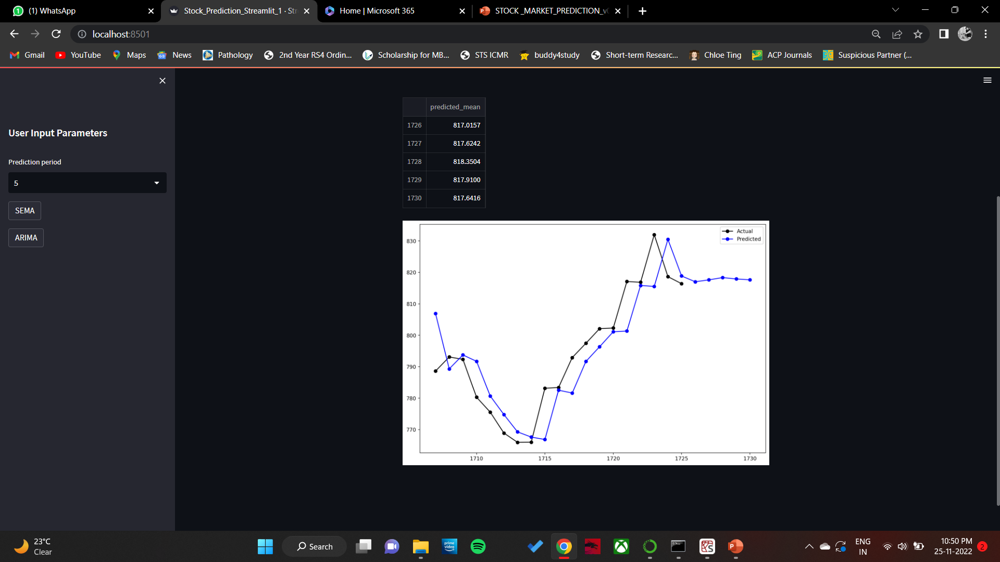 (1) WhatsApp
Stock_Prediction_Streamlit_1 · Str
Home | Microsoft 365
STOCK _MARKET_PREDICTION_v
localhost:8501
Gmail
YouTube
Maps
News
Pathology
2nd Year RS4 Ordin...
Scholarship for MB...
STS ICMR
buddy4study
Short-term Researc...
Chloe Ting
ACP Journals
Suspicious Partner (...
User Input Parameters
Prediction period
5
SEMA
ARIMA
predicted_mean
1726 817.0157
1727 817.6242
1728 818.3504
1729 817.9100
1730 817.6416
Actual
Predicted
830
820
810
800
790
780
770
1710 1715 1720 1725 1730
23°C
Clear
Search
prime
video
ENG
IN
10:50 PM
25-11-2022
2